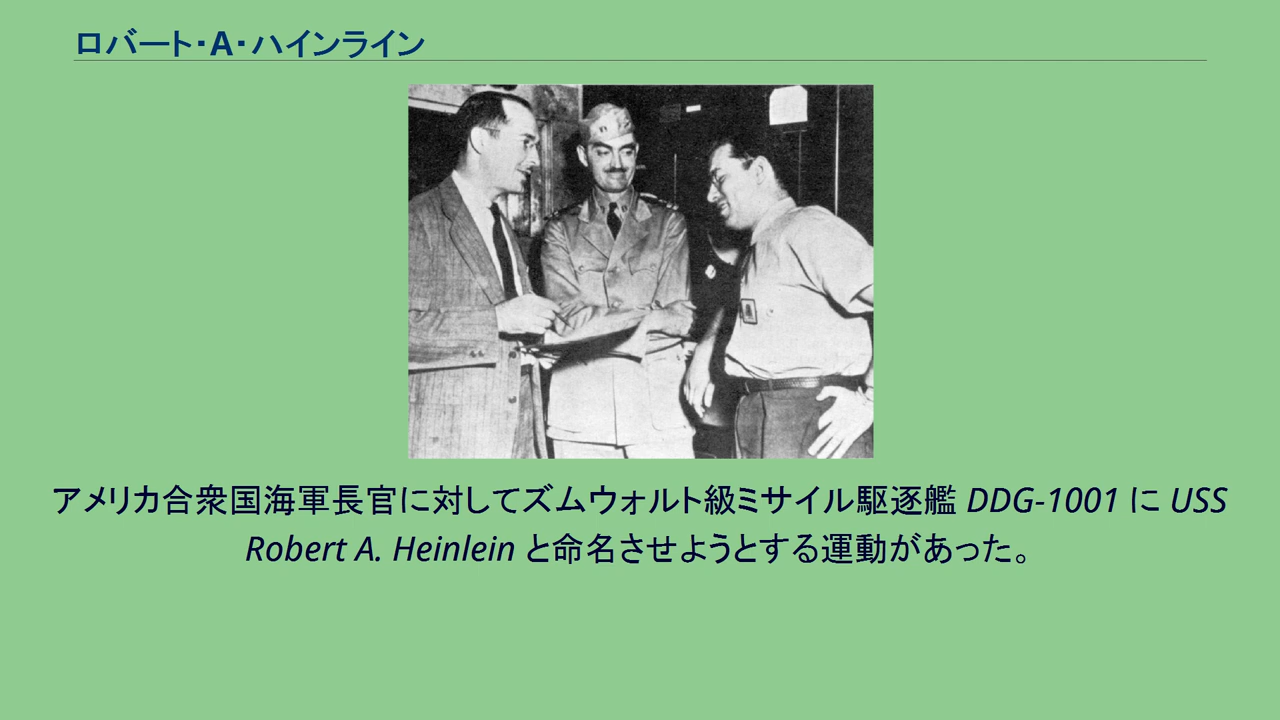 ロバート・A・ハインライン
アメリカ合衆国海軍長官に対してズムウォルト級ミサイル駆逐艦 DDG-1001 に USS
Robert A. Heinlein と命名させようとする運動があった。